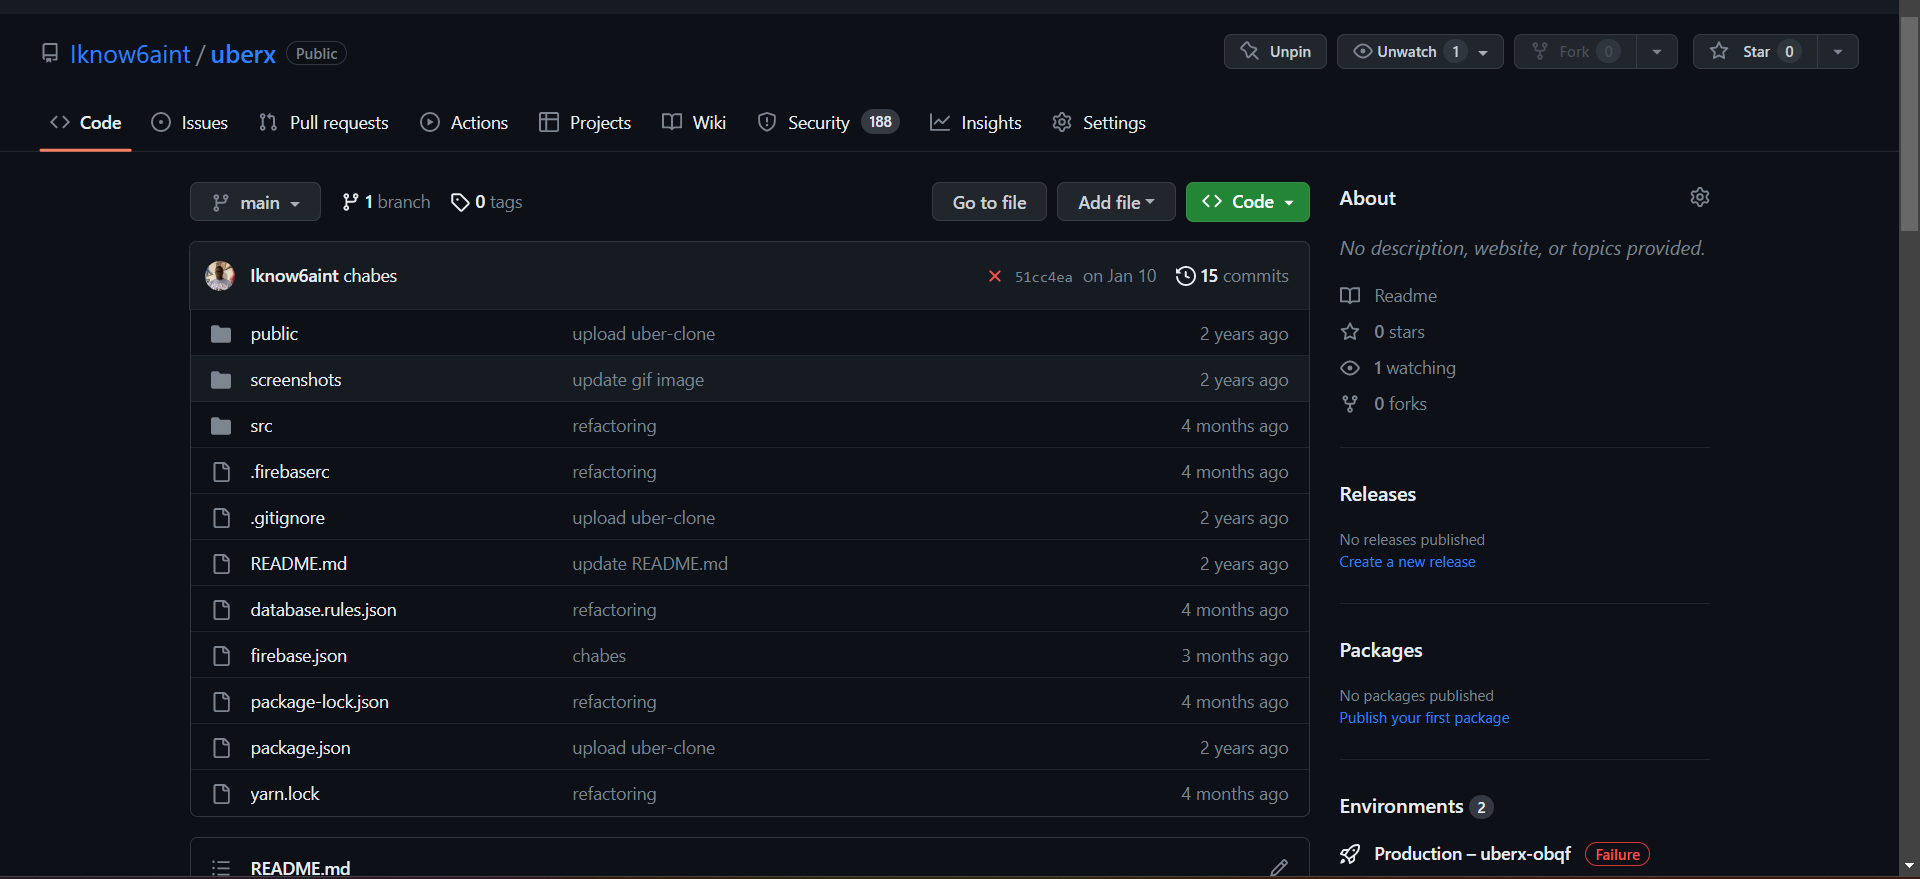 Iknow6aint / uberx Public
Unpin Unwatch 1 Fork 0 Star 0
Code Issues Pull requests Actions Projects Wiki Security 188 Insights Settings
main 1 branch 0 tags Go to file Add file Code
Iknow6aint chabes 51cc4ea on Jan 10 15 commits
public upload uber-clone 2 years ago
screenshots update gif image 2 years ago
src refactoring 4 months ago
.firebaserc refactoring 4 months ago
.gitignore upload uber-clone 2 years ago
README.md update README.md 2 years ago
database.rules.json refactoring 4 months ago
firebase.json chabes 3 months ago
package-lock.json refactoring 4 months ago
package.json upload uber-clone 2 years ago
yarn.lock refactoring 4 months ago
README.md
About
No description, website, or topics provided.
Readme
0 stars
1 watching
0 forks
Releases
No releases published
Create a new release
Packages
No packages published
Publish your first package
Environments 2
Production – uberx-obqf Failure